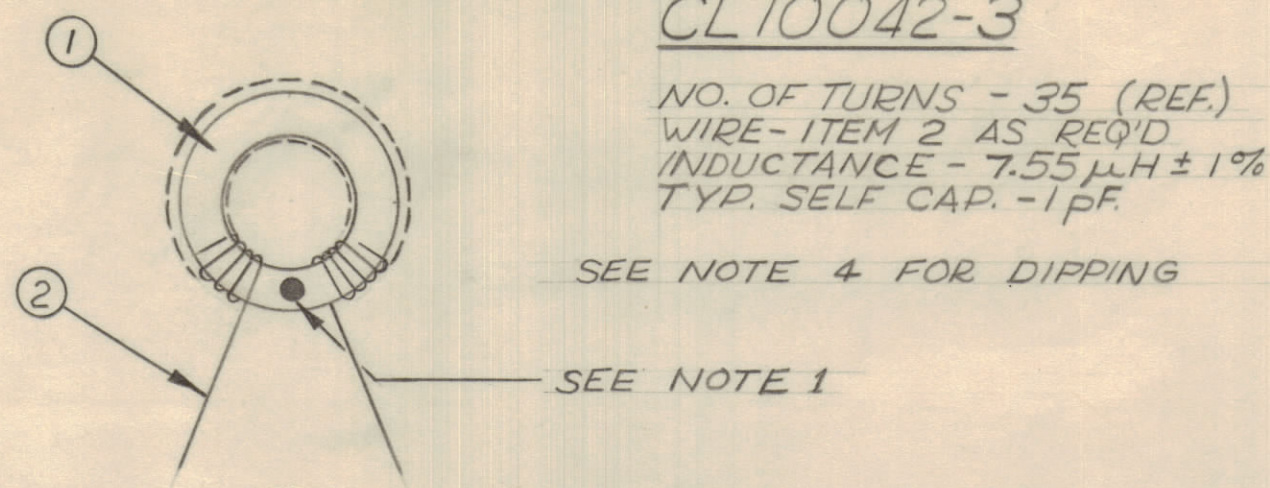 CL10042-3
NO. OF TURNS - 35 (REF.)
WIRE - ITEM 2 AS REQ'D
INDUCTANCE - 7.55 µH ± 1%
TYP. SELF CAP. - 1 pF.
1
2
SEE NOTE 4 FOR DIPPING
SEE NOTE 1